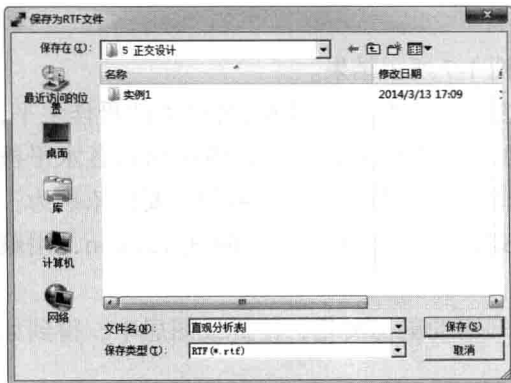 保存为RTF文件
保存在(I):
5 正交设计
名称
修改日期
实例1
2014/3/13 17:09
最近访问的位置
桌面
库
计算机
网络
文件名(N):
直观分析表
保存(S)
保存类型(T):
RTF(*.rtf)
取消